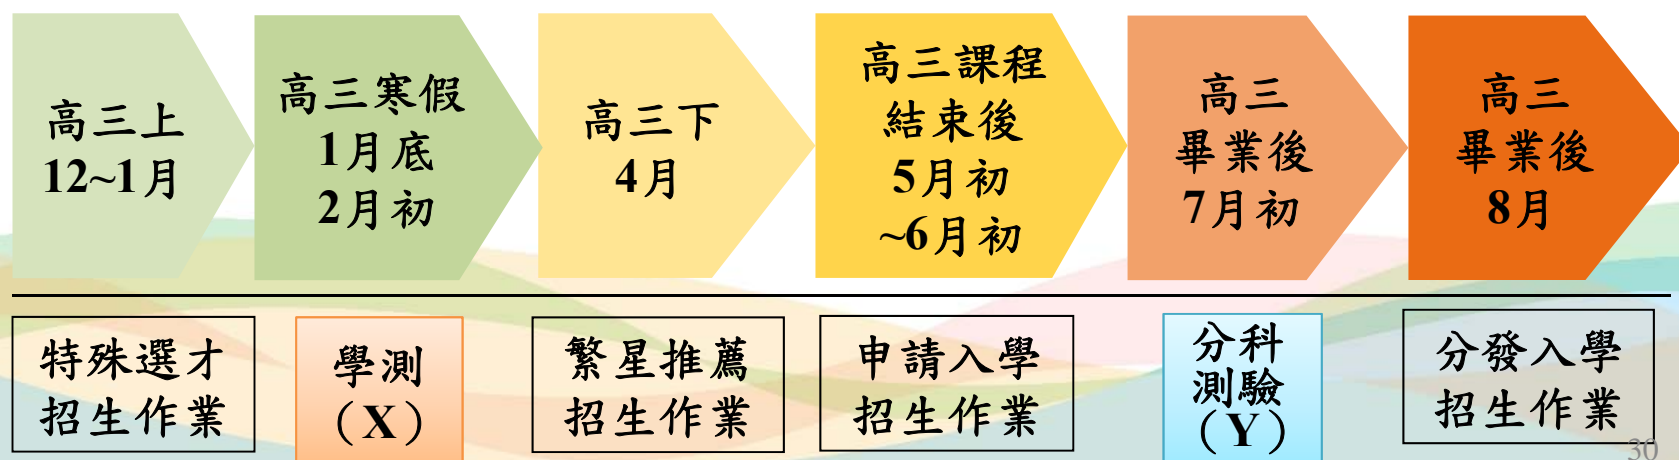 高三上
12~1月
高三寒假
1月底
2月初
高三下
4月
高三課程
結束後
5月初
~6月初
高三
畢業後
7月初
高三
畢業後
8月
特殊選才
招生作業
學測
（X）
繁星推薦
招生作業
申請入學
招生作業
分科
測驗
（Y）
分發入學
招生作業
30